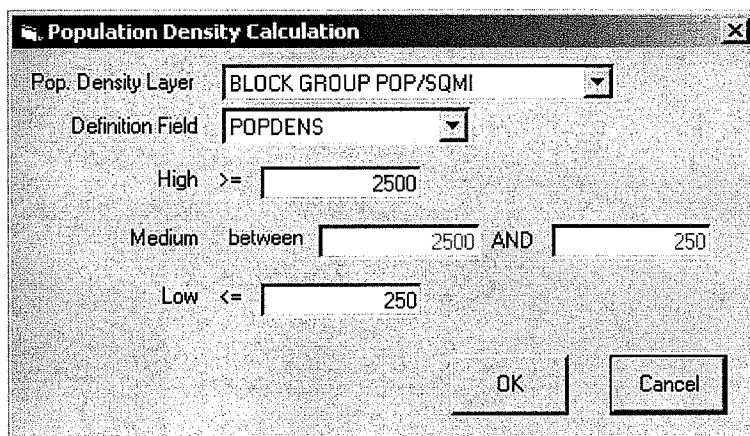 Population Density Calculation
Pop. Density Layer BLOCK GROUP POP/SQMI
Definition Field POPDENS
High >= 2500
Medium between 2500 AND 250
Low <= 250
OK Cancel